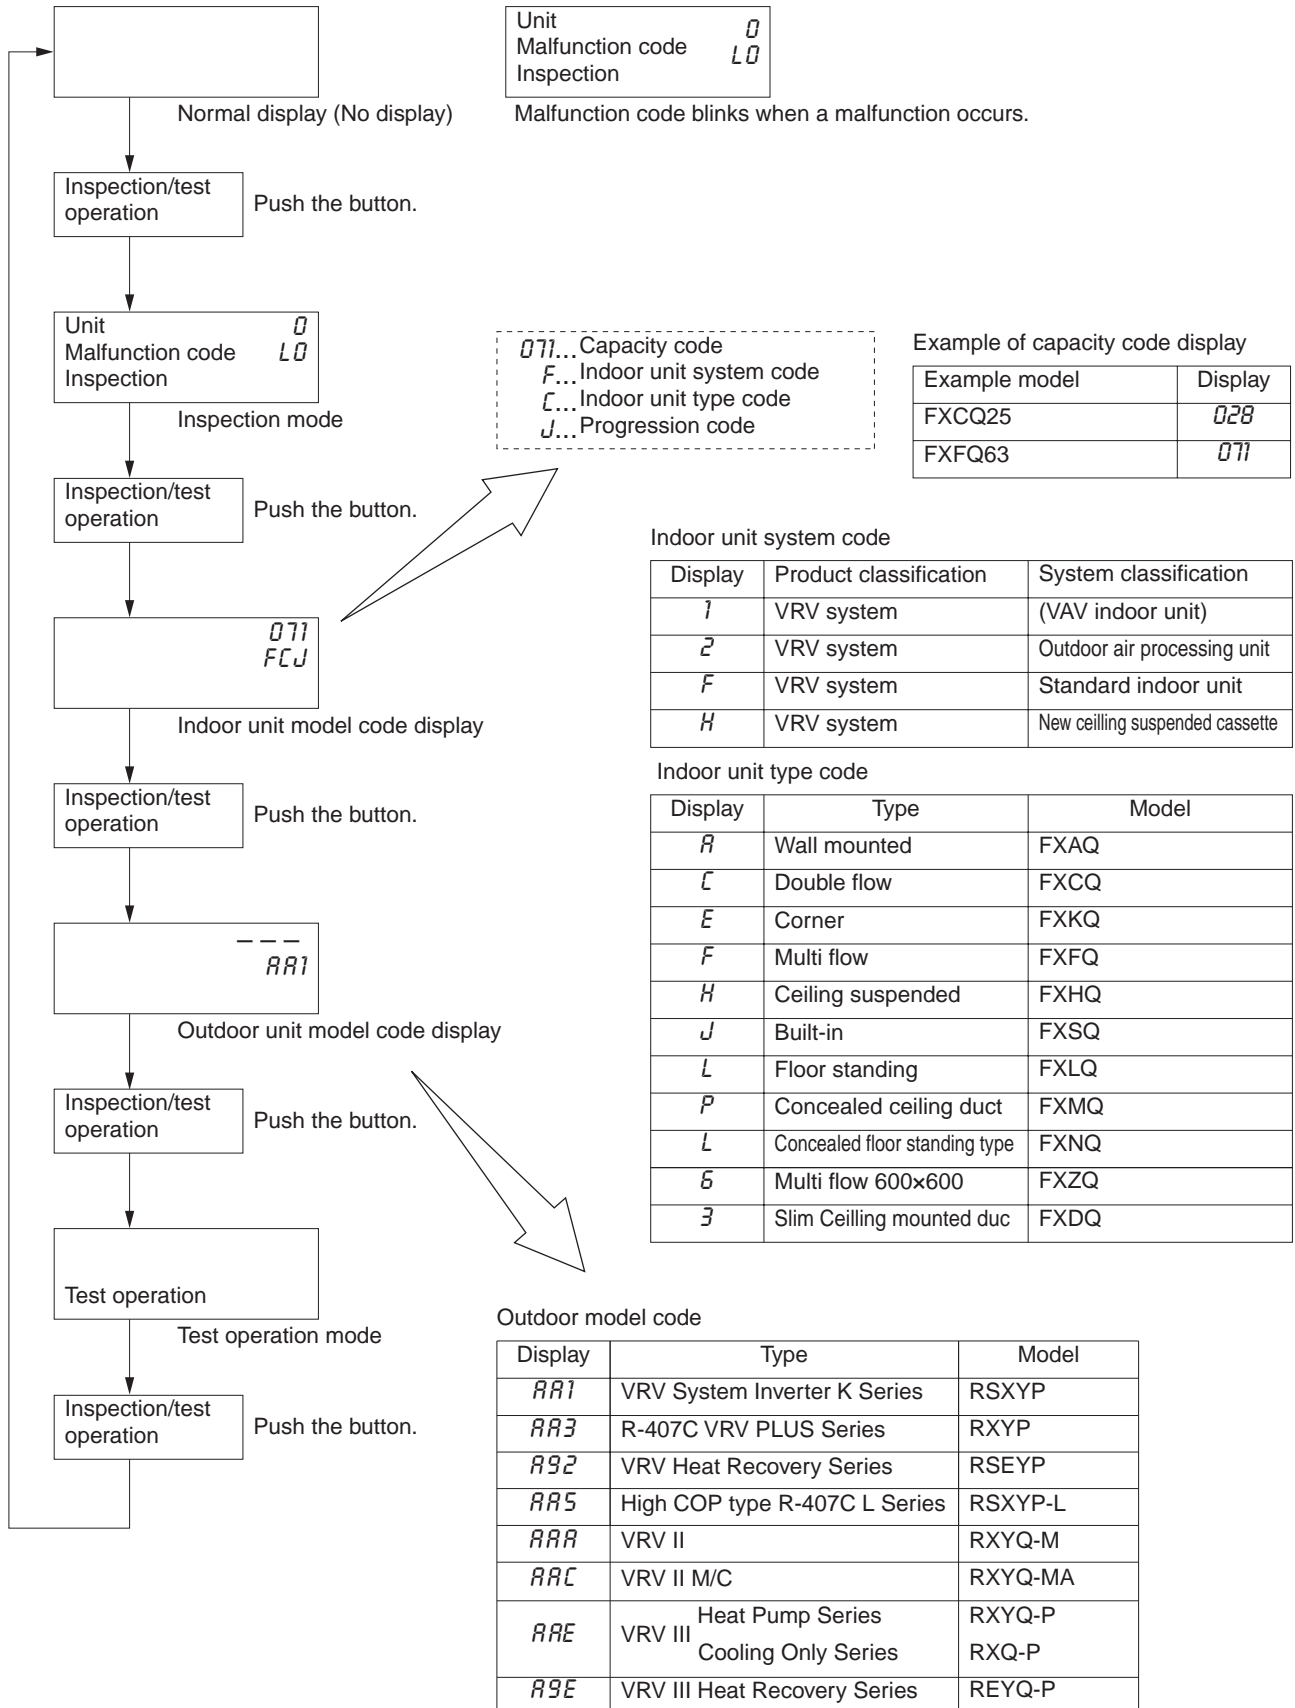 Unit 0
Malfunction code L0
Inspection
Normal display (No display)
Malfunction code blinks when a malfunction occurs.
Inspection/test
operation
Push the button.
Unit 0
Malfunction code L0
Inspection
Inspection mode
Inspection/test
operation
Push the button.
071
FCJ
Indoor unit model code display
Inspection/test
operation
Push the button.
– – –
AA1
Outdoor unit model code display
Inspection/test
operation
Push the button.
Test operation
Test operation mode
Inspection/test
operation
Push the button.
071...Capacity code
F...Indoor unit system code
C...Indoor unit type code
J...Progression code
Example of capacity code display
Example model Display
FXCQ25 028
FXFQ63 071
Indoor unit system code
Display Product classification System classification
1 VRV system (VAV indoor unit)
2 VRV system Outdoor air processing unit
F VRV system Standard indoor unit
H VRV system New ceilling suspended cassette
Indoor unit type code
Display Type Model
A Wall mounted FXAQ
C Double flow FXCQ
E Corner FXKQ
F Multi flow FXFQ
H Ceiling suspended FXHQ
J Built-in FXSQ
L Floor standing FXLQ
P Concealed ceiling duct FXMQ
L Concealed floor standing type FXNQ
6 Multi flow 600×600 FXZQ
3 Slim Ceilling mounted duc FXDQ
Outdoor model code
Display Type Model
AA1 VRV System Inverter K Series RSXYP
AA3 R-407C VRV PLUS Series RXYP
A92 VRV Heat Recovery Series RSEYP
AA5 High COP type R-407C L Series RSXYP-L
AAA VRV II RXYQ-M
AAC VRV II M/C RXYQ-MA
AAE VRV III Heat Pump Series RXYQ-P
Cooling Only Series RXQ-P
A9E VRV III Heat Recovery Series REYQ-P